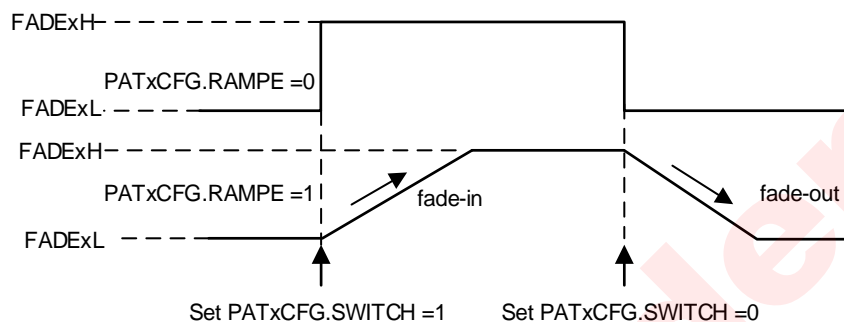 FADExH
PATxCFG.RAMPE =0
FADExL
FADExH
PATxCFG.RAMPE =1
fade-in
fade-out
FADExL
Set PATxCFG.SWITCH =1
Set PATxCFG.SWITCH =0